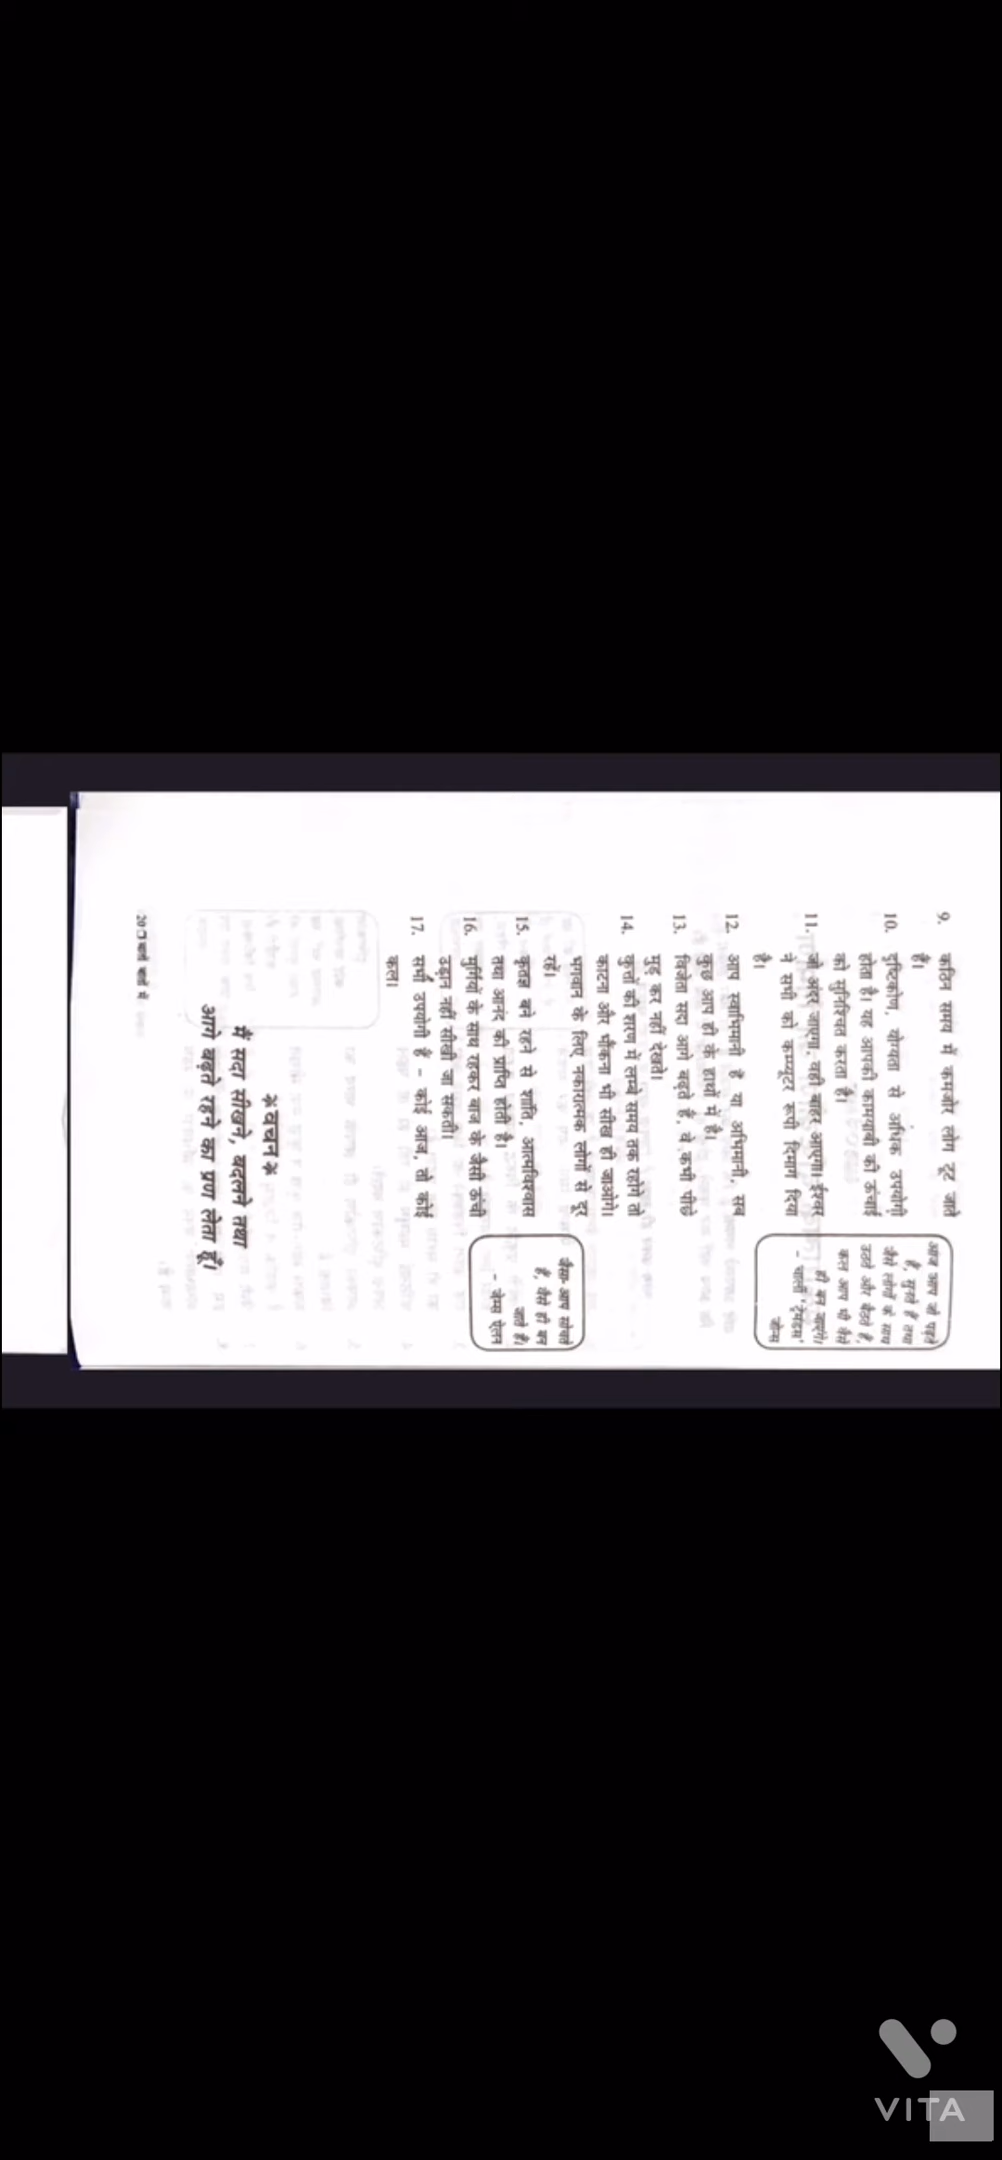 9. कठिन समय में कमजोर लोग टूट जाते
हैं।
10. दृष्टिकोण, योग्यता से अधिक उपयोगी
होता है। यह आपकी कामयाबी की ऊंचाई
को सुनिश्चित करता है।
11. जो अंदर जाएगा, वही बाहर आएगा। ईश्वर
ने सभी को कम्प्यूटर रूपी दिमाग दिया
है।
12. आप स्वाभिमानी है या अभिमानी, सब
कुछ आप ही के हाथों में है।
13. विजेता सदा आगे बढ़ते हैं, वे कभी पीछे
मुड़ कर नहीं देखते।
14. कुत्तों की शरण में लम्बे समय तक रहोगे तो
काटना और भौंकना भी सीख ही जाओगे।
भगवान के लिए नकारात्मक लोगों से दूर
रहें।
15. कृतज्ञ बने रहने से शांति, आत्मविश्वास
तथा आनंद की प्राप्ति होती है।
16. मुर्गियों के साथ रहकर बाज के जैसी ऊंची
उड़ान नहीं सीखी जा सकती।
17. सभी उपयोगी हैं - कोई आज, तो कोई
कल।
आज आप जो पढ़ते
हैं, सुनते हैं तथा
जैसे लोगों के साथ
उठते और बैठते हैं,
कल आप भी वैसे
ही बन जाएंगे।
- चार्ली 'ट्रेमेंडस'
जोन्स
जैसा आप सोचते
हैं, वैसे ही बन
जाते हैं।
- जेम्स ऐलन
वचन
मैं सदा सीखने, बदलने तथा
आगे बढ़ते रहने का प्रण लेता हूँ।
20
VITA